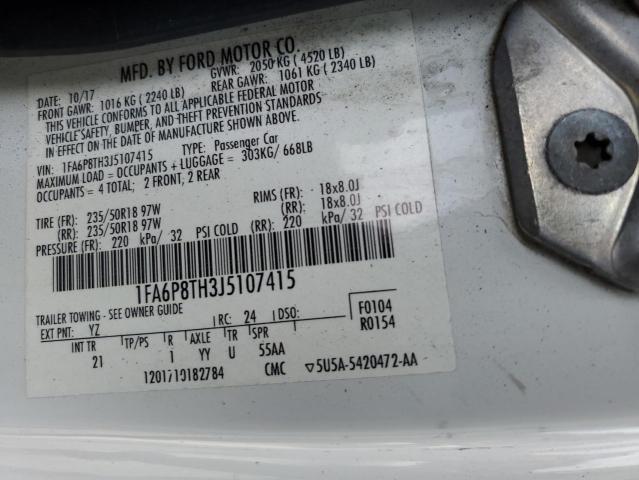 MFD. BY FORD MOTOR CO.
DATE: 10/17 GVWR: 2050 KG ( 4520 LB)
FRONT GAWR: 1016 KG ( 2240 LB) REAR GAWR: 1061 KG ( 2340 LB)
THIS VEHICLE CONFORMS TO ALL APPLICABLE FEDERAL MOTOR
VEHICLE SAFETY, BUMPER, AND THEFT PREVENTION STANDARDS
IN EFFECT ON THE DATE OF MANUFACTURE SHOWN ABOVE.
VIN: 1FA6P8TH3J5107415 TYPE: Passenger Car
MAXIMUM LOAD = OCCUPANTS + LUGGAGE = 303KG/ 668LB
OCCUPANTS = 4 TOTAL; 2 FRONT, 2 REAR
TIRE (FR): 235/50R18 97W RIMS (FR): 18x8.0J
(RR): 235/50R18 97W (RR): 18x8.0J
PRESSURE (FR): 220 kPa/ 32 PSI COLD (RR): 220 kPa/ 32 PSI COLD
1FA6P8TH3J5107415
TRAILER TOWING - SEE OWNER GUIDE
EXT PNT: YZ RC: 24 DSO: F0104
INT TR TP/PS R AXLE TR SPR R0154
21 1 YY U 55AA
1201710182784 CMC ▽5U5A-5420472-AA